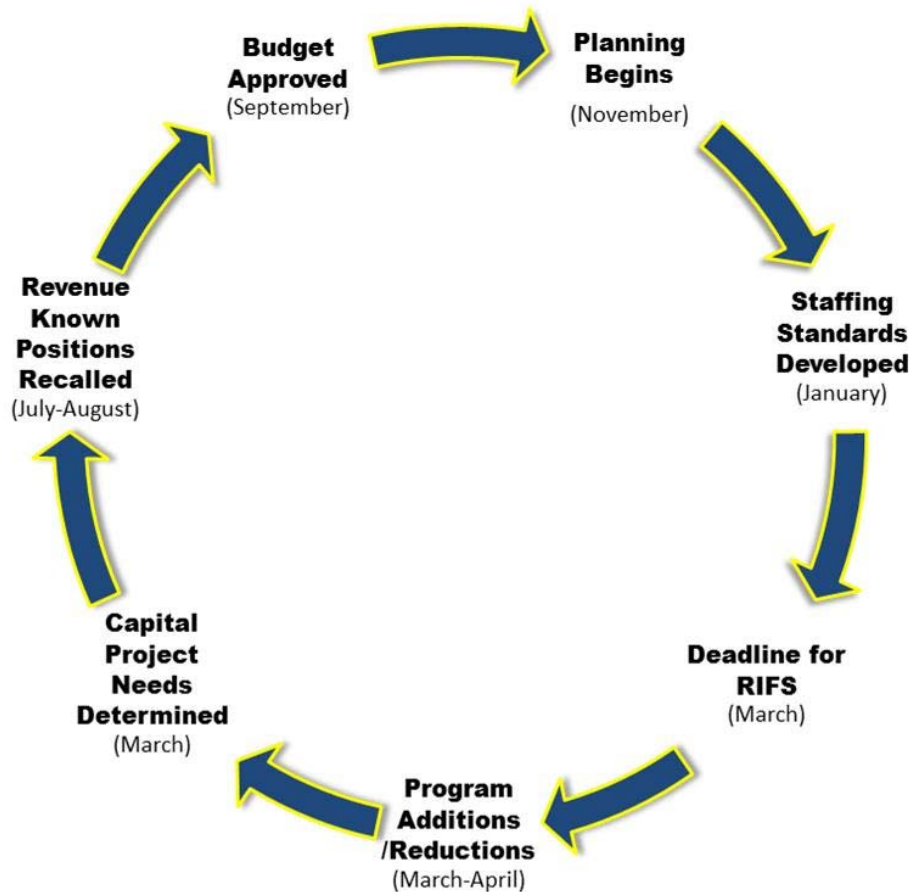 Budget
Approved
(September)
Planning
Begins
(November)
Staffing
Standards
Developed
(January)
Deadline for
RIFS
(March)
Program
Additions
/Reductions
(March-April)
Capital
Project
Needs
Determined
(March)
Revenue
Known
Positions
Recalled
(July-August)